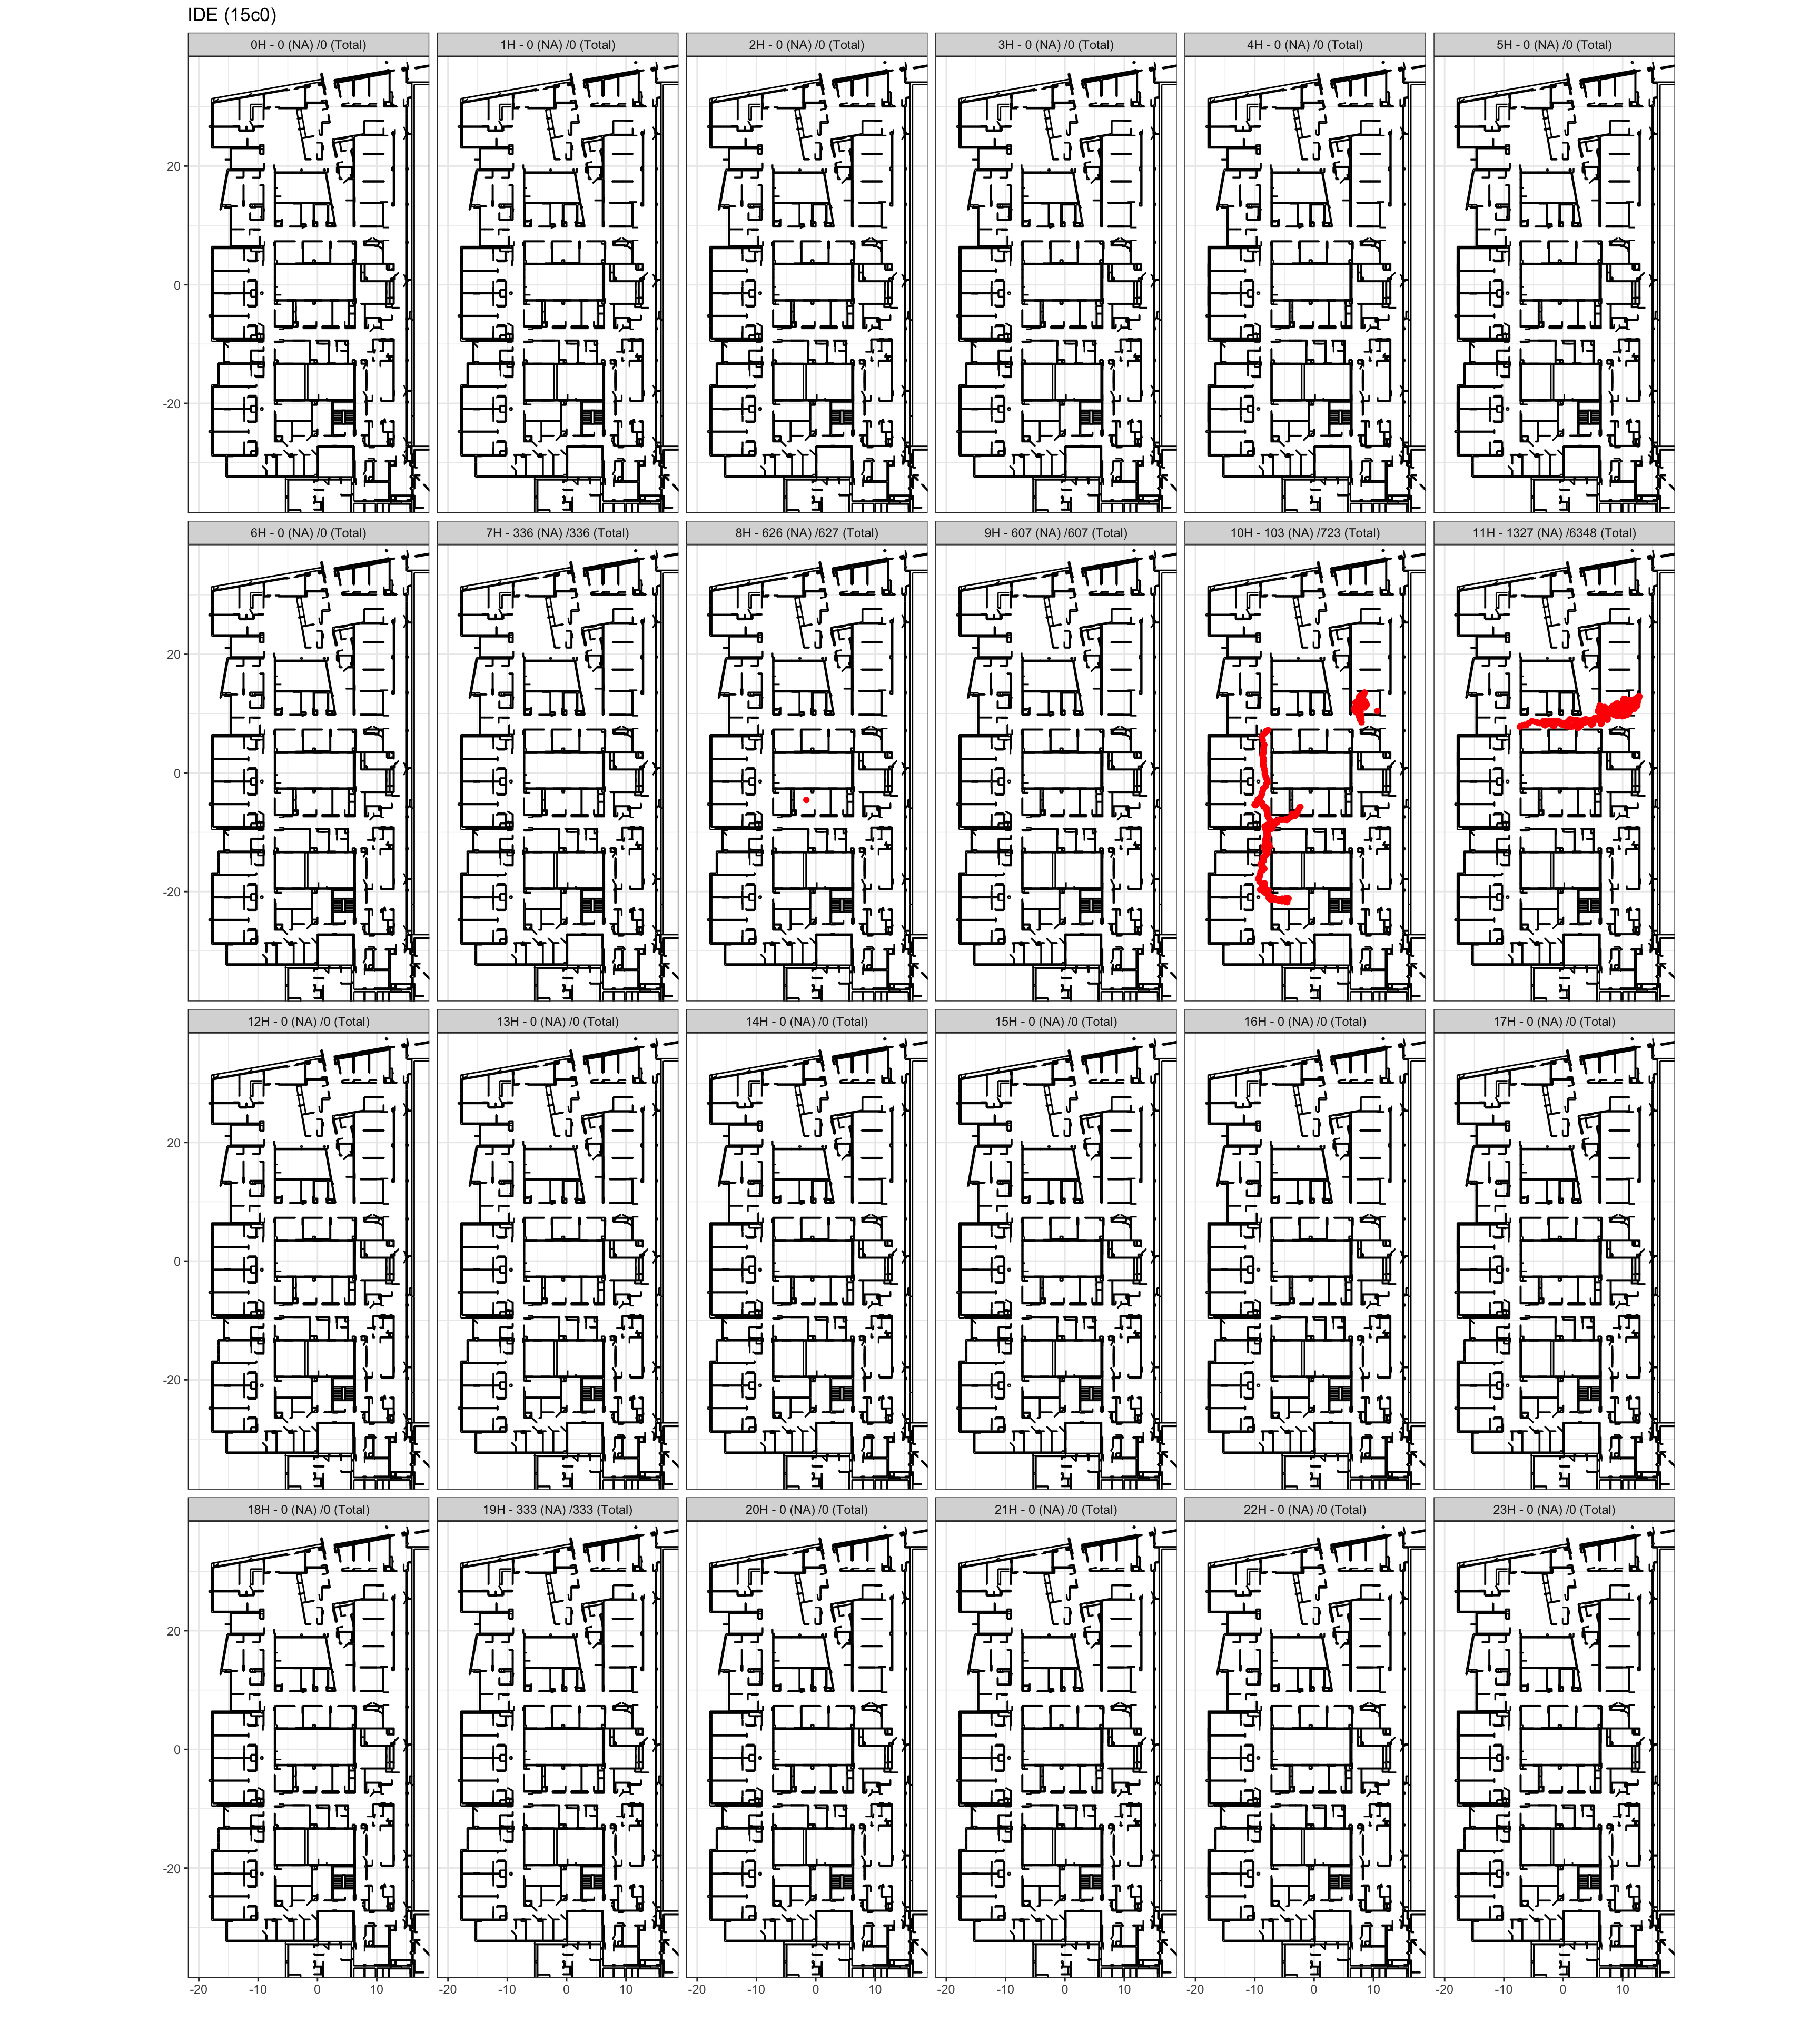 IDE (15c0)
0H - 0 (NA) /0 (Total) 1H - 0 (NA) /0 (Total) 2H - 0 (NA) /0 (Total) 3H - 0 (NA) /0 (Total) 4H - 0 (NA) /0 (Total) 5H - 0 (NA) /0 (Total)
20
0
-20
6H - 0 (NA) /0 (Total) 7H - 336 (NA) /336 (Total) 8H - 626 (NA) /627 (Total) 9H - 607 (NA) /607 (Total) 10H - 103 (NA) /723 (Total) 11H - 1327 (NA) /6348 (Total)
20
0
-20
12H - 0 (NA) /0 (Total) 13H - 0 (NA) /0 (Total) 14H - 0 (NA) /0 (Total) 15H - 0 (NA) /0 (Total) 16H - 0 (NA) /0 (Total) 17H - 0 (NA) /0 (Total)
20
0
-20
18H - 0 (NA) /0 (Total) 19H - 333 (NA) /333 (Total) 20H - 0 (NA) /0 (Total) 21H - 0 (NA) /0 (Total) 22H - 0 (NA) /0 (Total) 23H - 0 (NA) /0 (Total)
20
0
-20
-20 -10 0 10 -20 -10 0 10 -20 -10 0 10 -20 -10 0 10 -20 -10 0 10 -20 -10 0 10